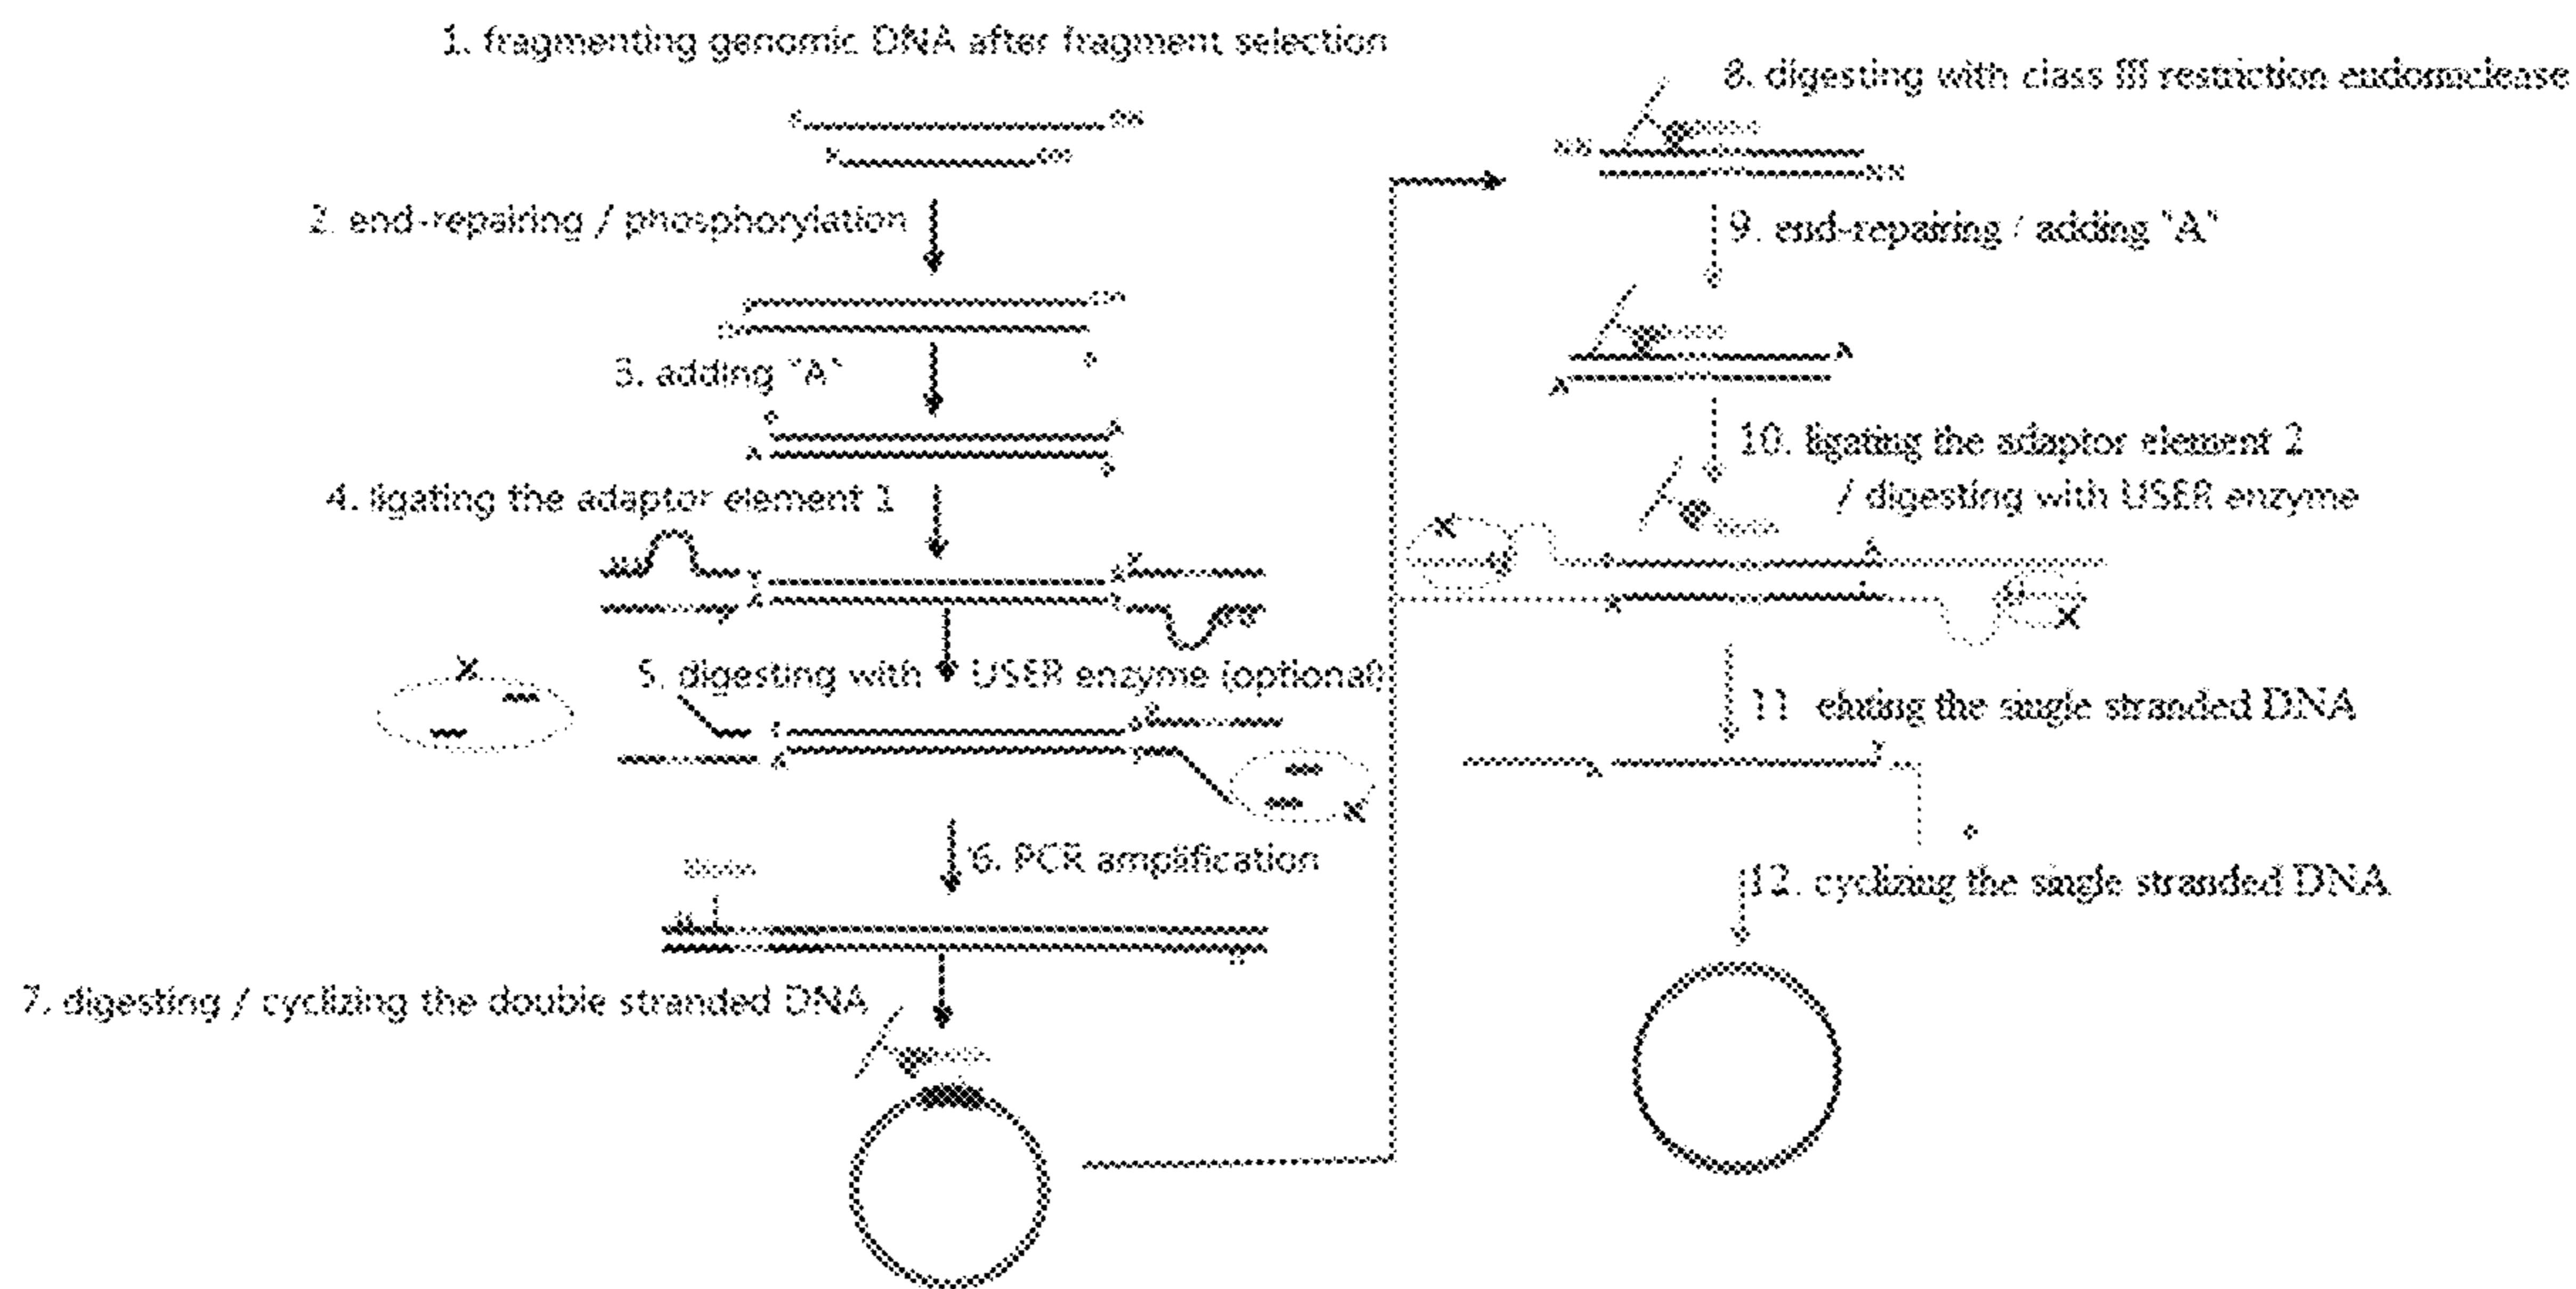 1. fragmenting genomic DNA after fragment selection
2. end-repairing / phosphorylation
3. adding "A"
A
A
4. ligating the adaptor element 1
X
5. digesting with USER enzyme (optional)
X
6. PCR amplification
7. digesting / cyclizing the double stranded DNA
8. digesting with class III restriction endonuclease
9. end-repairing / adding "A"
A
A
10. ligating the adaptor element 2
/ digesting with USER enzyme
X
X
11 eluting the single stranded DNA
12. cyclizing the single stranded DNA